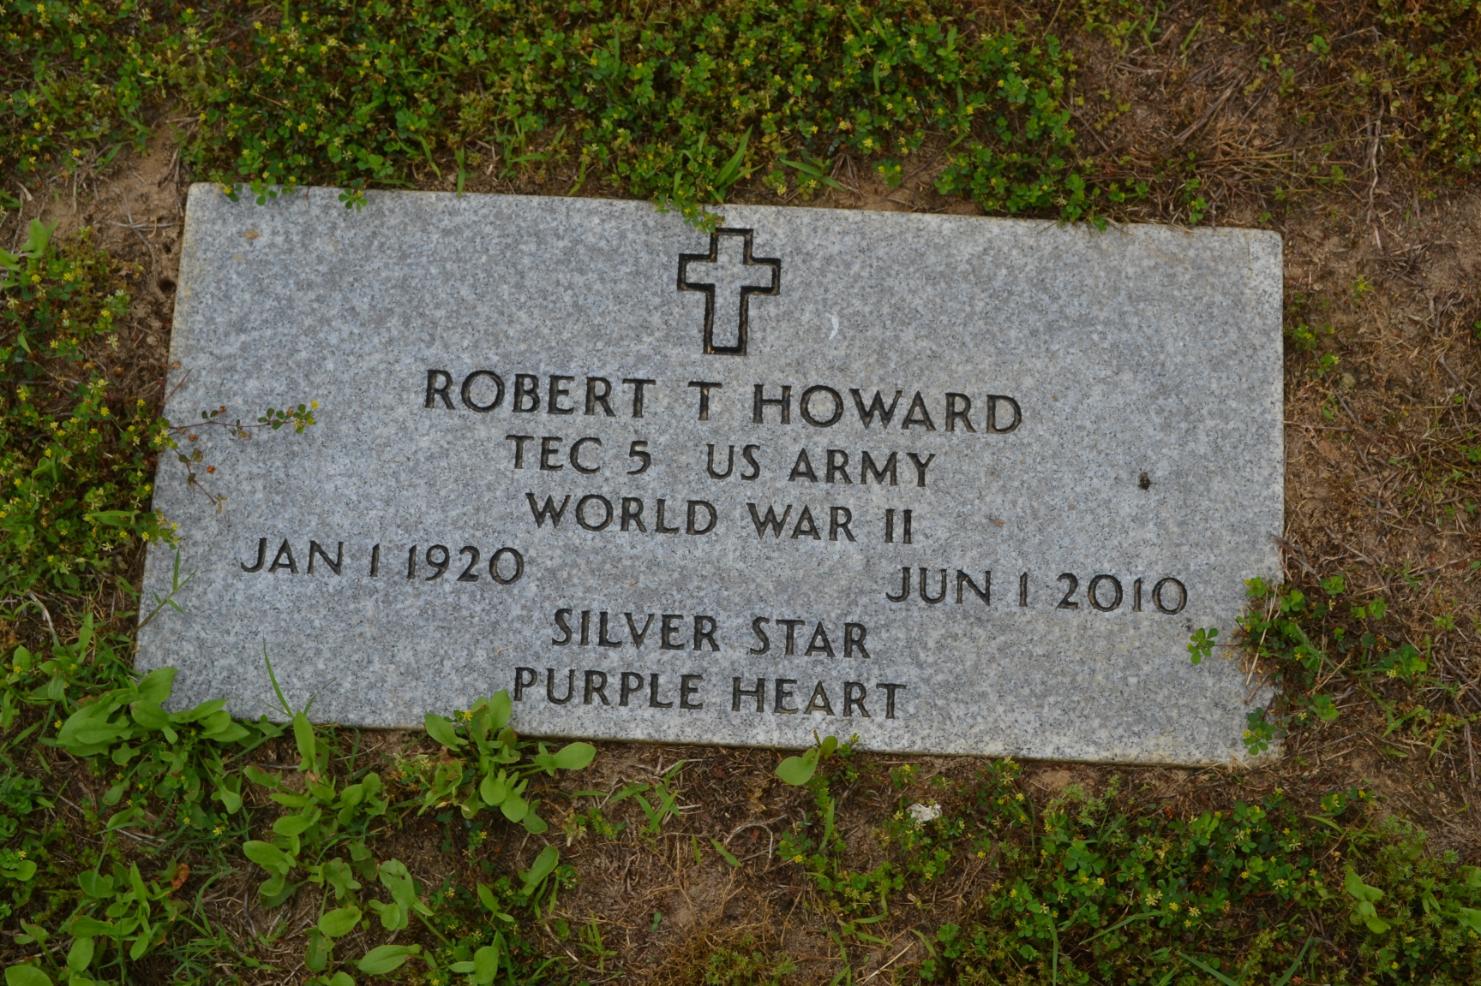 ROBERT T HOWARD
TEC 5 US ARMY
WORLD WAR II
JAN 1 1920 JUN 1 2010
SILVER STAR
PURPLE HEART